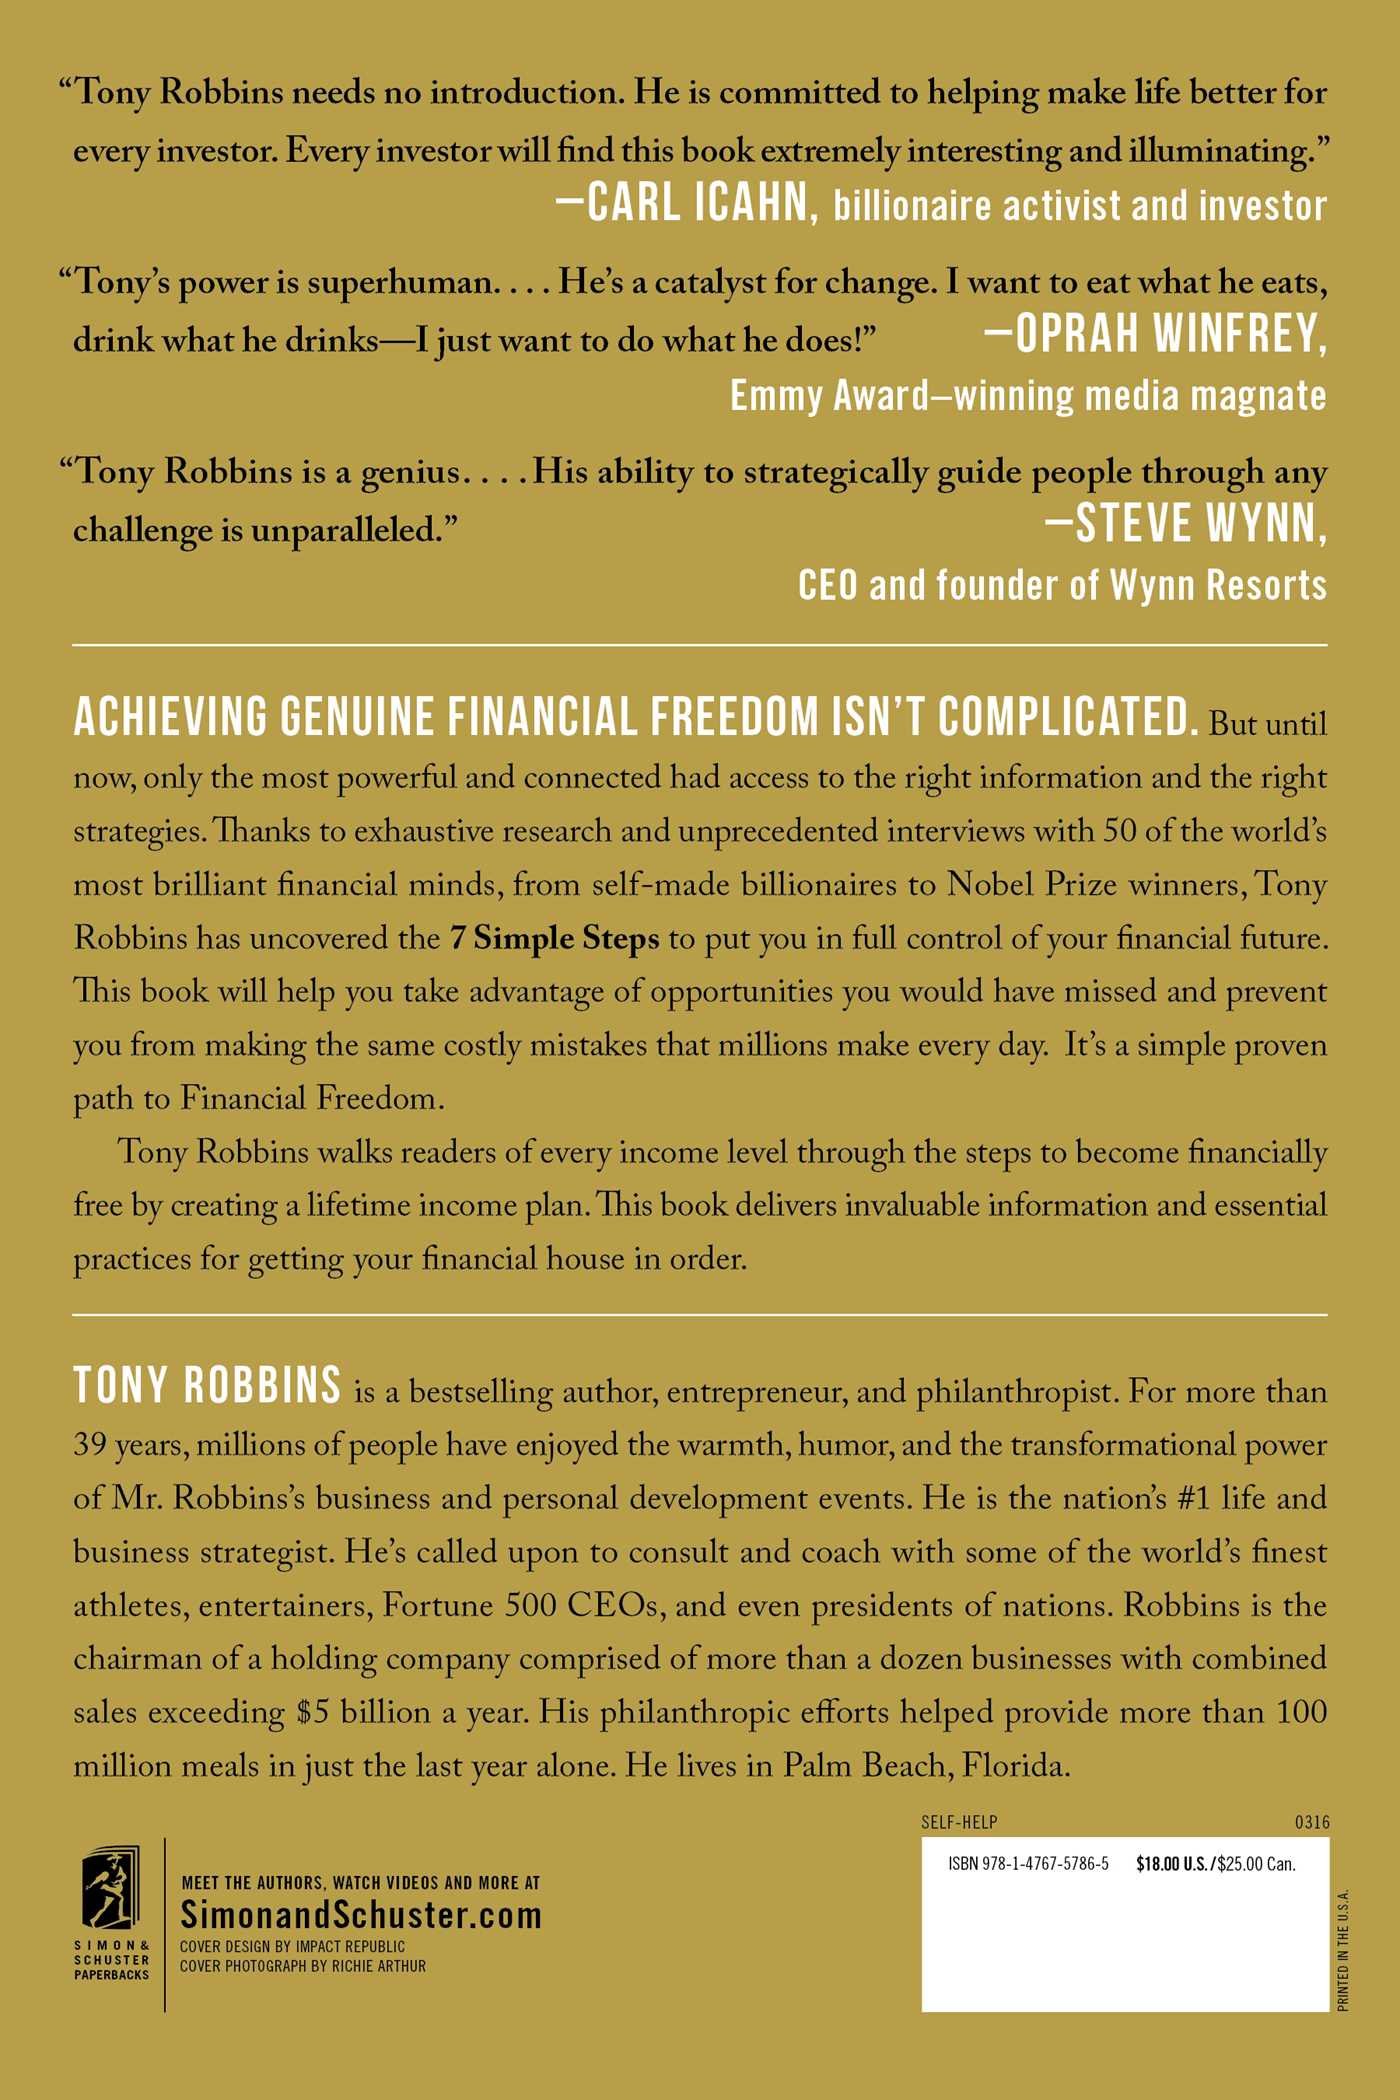 “Tony Robbins needs no introduction. He is committed to helping make life better for
every investor. Every investor will find this book extremely interesting and illuminating.”
—CARL ICAHN, billionaire activist and investor
“Tony’s power is superhuman. . . . He’s a catalyst for change. I want to eat what he eats,
drink what he drinks—I just want to do what he does!” —OPRAH WINFREY,
Emmy Award–winning media magnate
“Tony Robbins is a genius. . . . His ability to strategically guide people through any
challenge is unparalleled.” —STEVE WYNN,
CEO and founder of Wynn Resorts
ACHIEVING GENUINE FINANCIAL FREEDOM ISN’T COMPLICATED. But until
now, only the most powerful and connected had access to the right information and the right
strategies. Thanks to exhaustive research and unprecedented interviews with 50 of the world’s
most brilliant financial minds, from self-made billionaires to Nobel Prize winners, Tony
Robbins has uncovered the 7 Simple Steps to put you in full control of your financial future.
This book will help you take advantage of opportunities you would have missed and prevent
you from making the same costly mistakes that millions make every day. It’s a simple proven
path to Financial Freedom.
Tony Robbins walks readers of every income level through the steps to become financially
free by creating a lifetime income plan. This book delivers invaluable information and essential
practices for getting your financial house in order.
TONY ROBBINS is a bestselling author, entrepreneur, and philanthropist. For more than
39 years, millions of people have enjoyed the warmth, humor, and the transformational power
of Mr. Robbins’s business and personal development events. He is the nation’s #1 life and
business strategist. He’s called upon to consult and coach with some of the world’s finest
athletes, entertainers, Fortune 500 CEOs, and even presidents of nations. Robbins is the
chairman of a holding company comprised of more than a dozen businesses with combined
sales exceeding $5 billion a year. His philanthropic efforts helped provide more than 100
million meals in just the last year alone. He lives in Palm Beach, Florida.
SELF-HELP 0316
ISBN 978-1-4767-5786-5 $18.00 U.S./$25.00 Can.
PRINTED IN THE U.S.A.
MEET THE AUTHORS, WATCH VIDEOS AND MORE AT
SimonandSchuster.com
COVER DESIGN BY IMPACT REPUBLIC
COVER PHOTOGRAPH BY RICHIE ARTHUR
SIMON &
SCHUSTER
PAPERBACKS